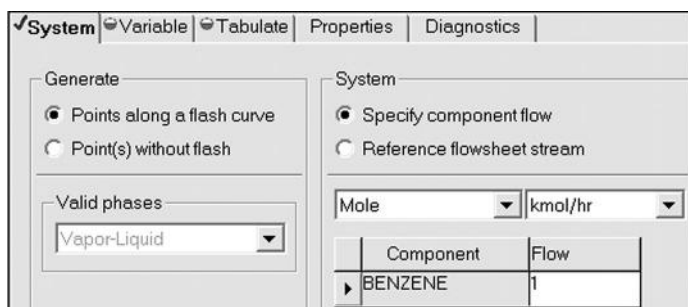 System Variable Tabulate Properties Diagnostics
Generate
Points along a flash curve
Point(s) without flash
Valid phases
Vapor-Liquid
System
Specify component flow
Reference flowsheet stream
Mole kmol/hr
Component Flow
BENZENE 1